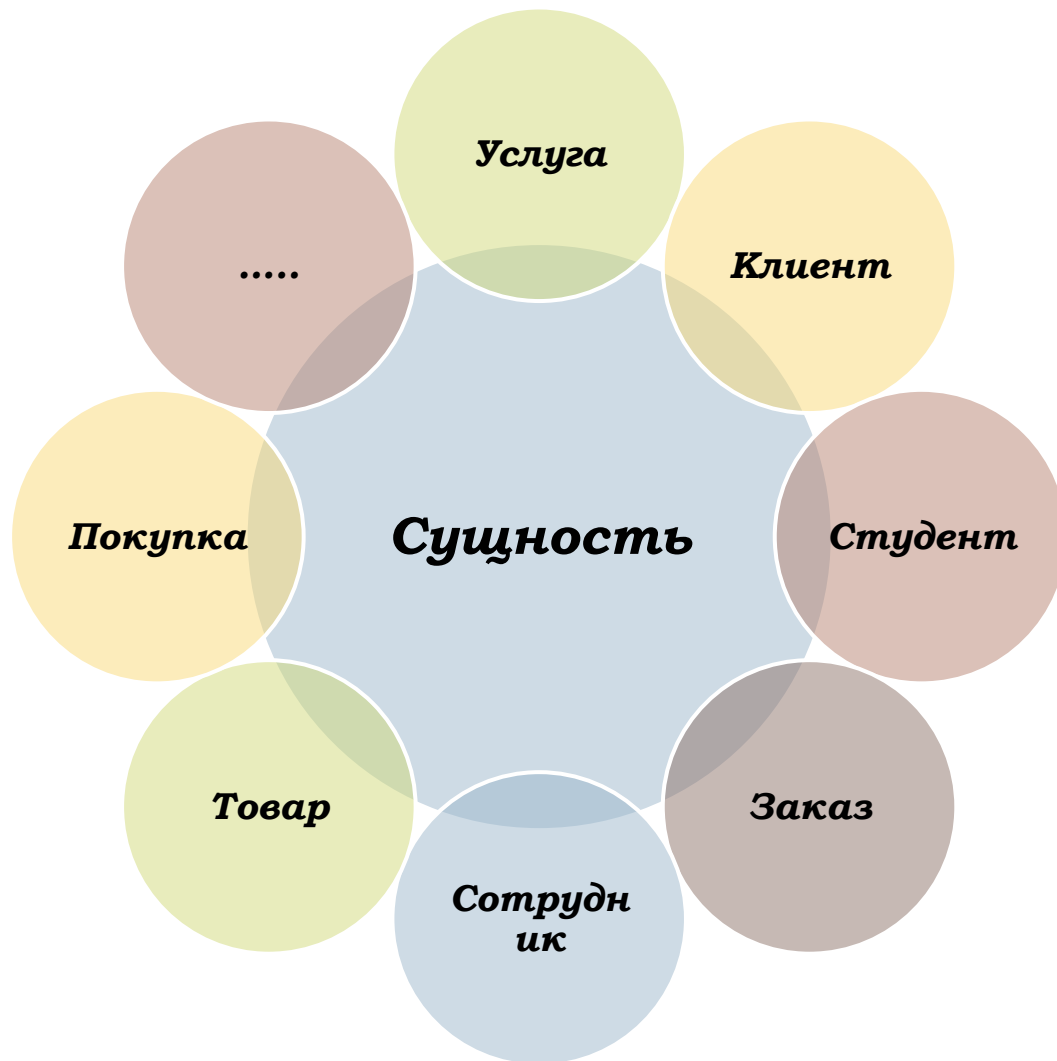 Услуга
Клиент
Студент
Заказ
Сотрудн
ик
Товар
Покупка
.....
Сущность